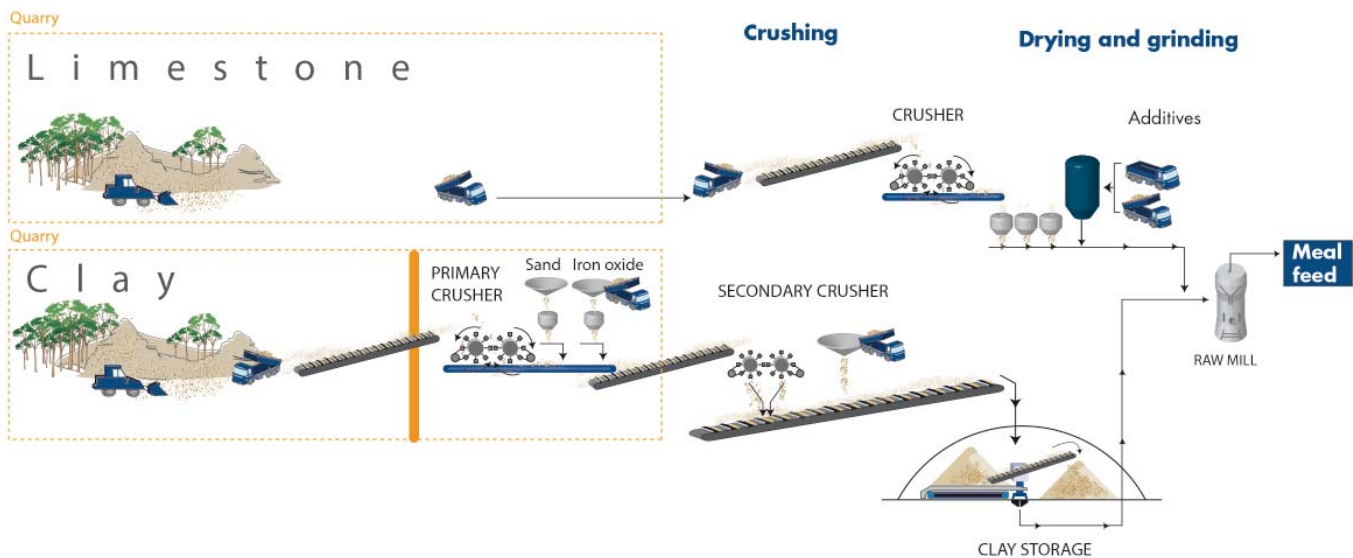 Quarry
Limestone
Crushing
Drying and grinding
CRUSHER
Additives
Quarry
Clay
PRIMARY
CRUSHER
Sand
Iron oxide
SECONDARY CRUSHER
Meal
feed
RAW MILL
CLAY STORAGE